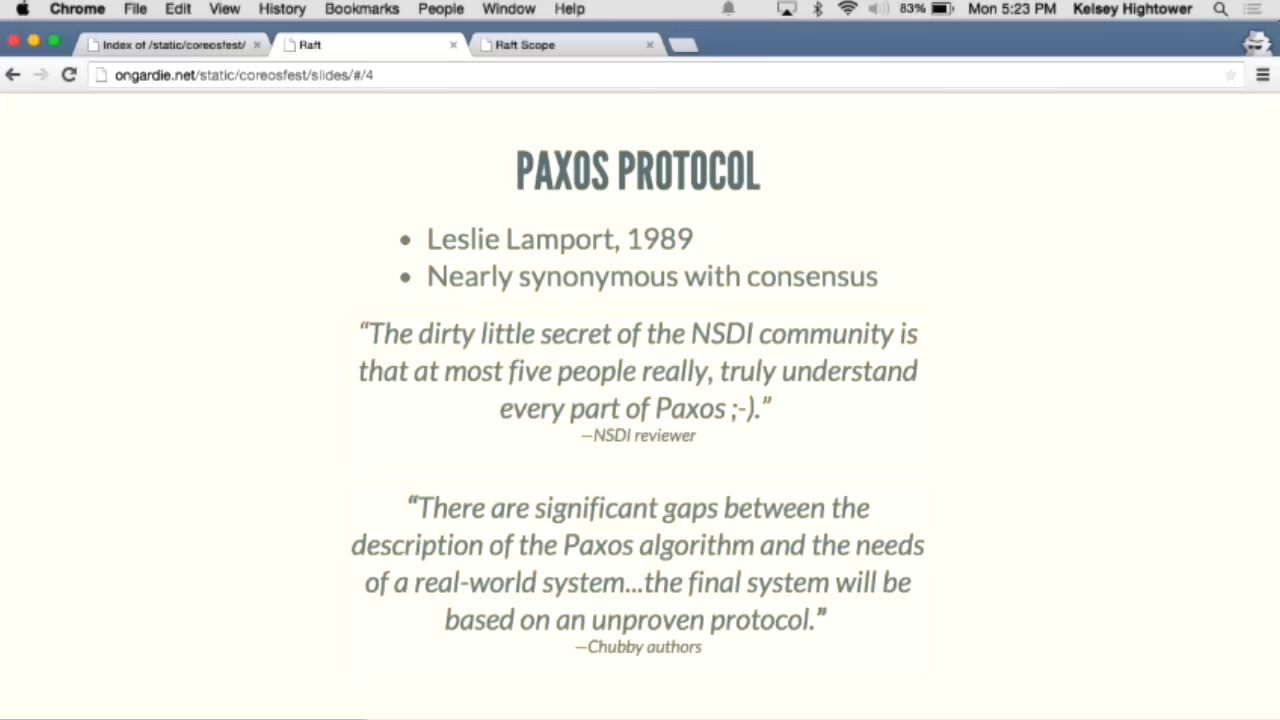 Chrome File Edit View History Bookmarks People Window Help 83% Mon 5:23 PM Kelsey Hightower
Index of /static/coreosfest/ Raft Raft Scope
ongardie.net/static/coreosfest/slides/#/4
PAXOS PROTOCOL
• Leslie Lamport, 1989
• Nearly synonymous with consensus
“The dirty little secret of the NSDI community is
that at most five people really, truly understand
every part of Paxos ;-).”
—NSDI reviewer
“There are significant gaps between the
description of the Paxos algorithm and the needs
of a real-world system...the final system will be
based on an unproven protocol.”
—Chubby authors